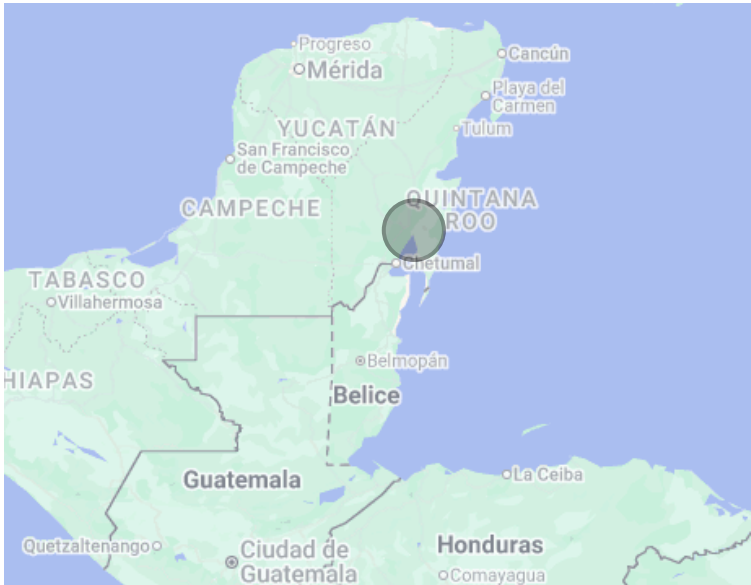 Progreso
Mérida
Cancún
Playa del
Carmen
YUCATÁN
Tulum
San Francisco
de Campeche
CAMPECHE
QUINTANA
ROO
Chetumal
TABASCO
Villahermosa
Belmopán
HIAPAS
Belice
Guatemala
La Ceiba
Quetzaltenango
Ciudad de
Guatemala
Honduras
Comayagua